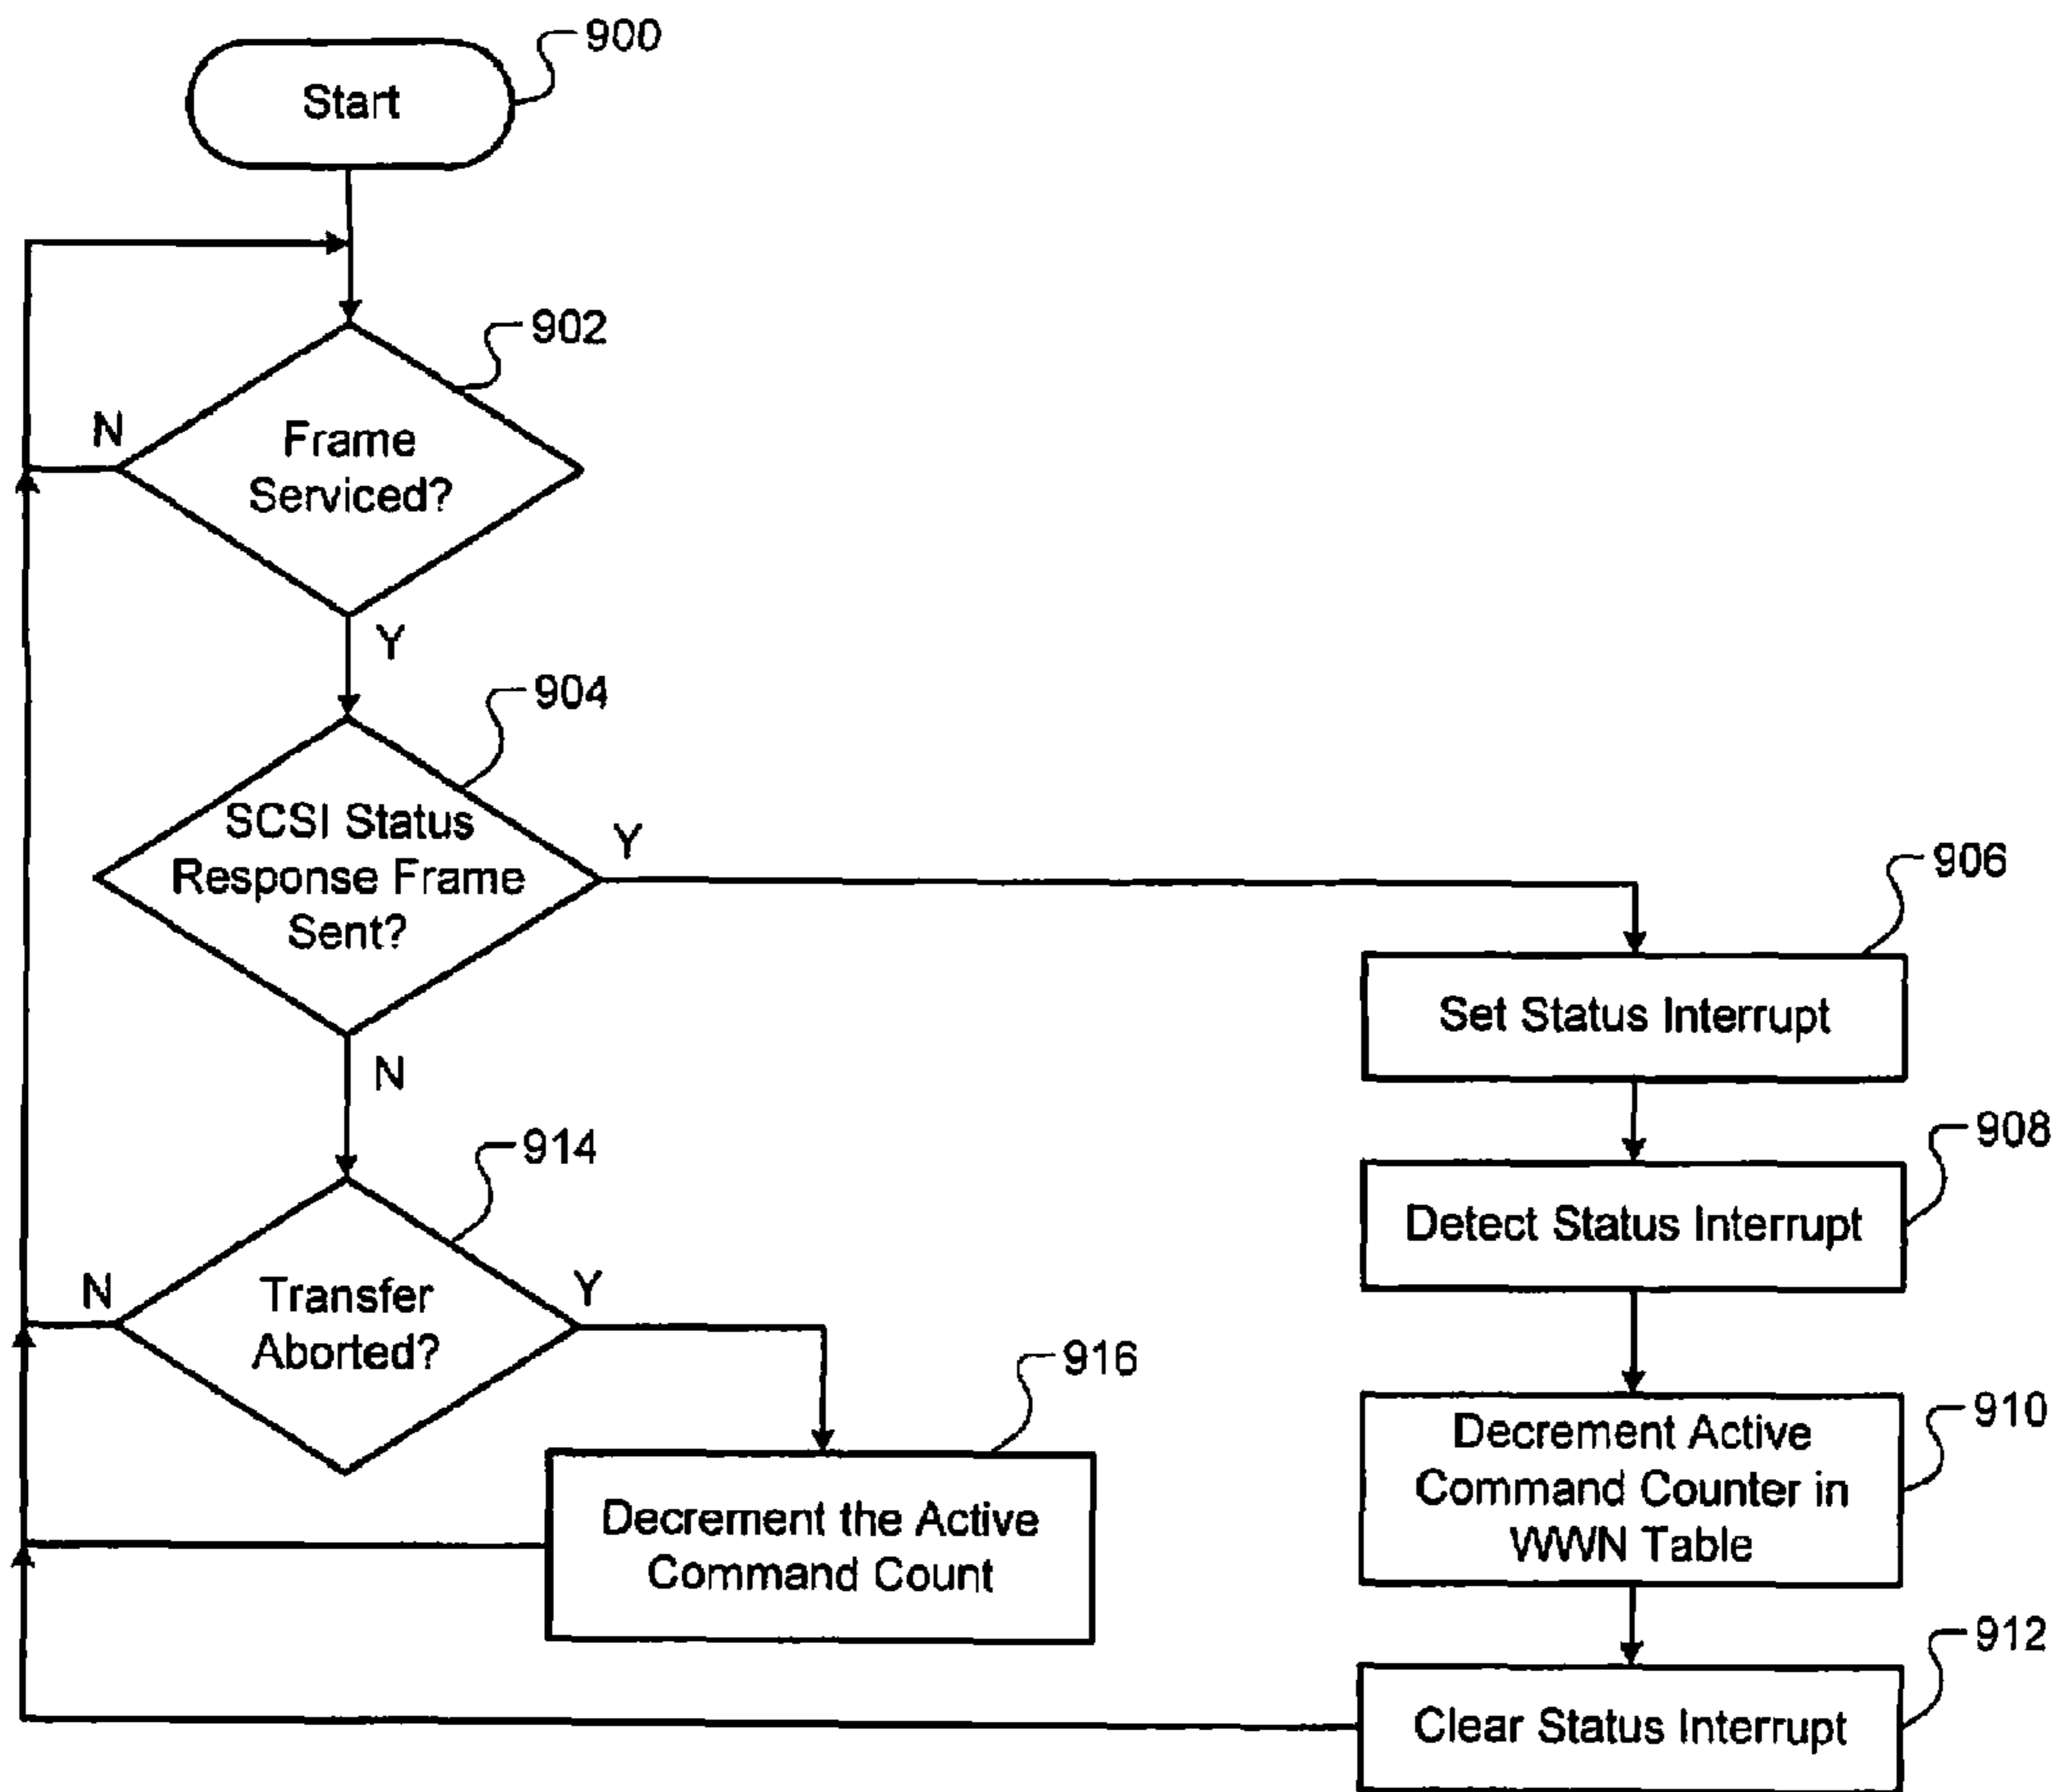 900
Start
902
N
Frame
Serviced?
Y
904
SCSI Status
Response Frame
Sent?
Y
906
Set Status Interrupt
N
908
Detect Status Interrupt
914
N
Transfer
Aborted?
Y
916
Decrement the Active
Command Count
910
Decrement Active
Command Counter in
WWN Table
912
Clear Status Interrupt